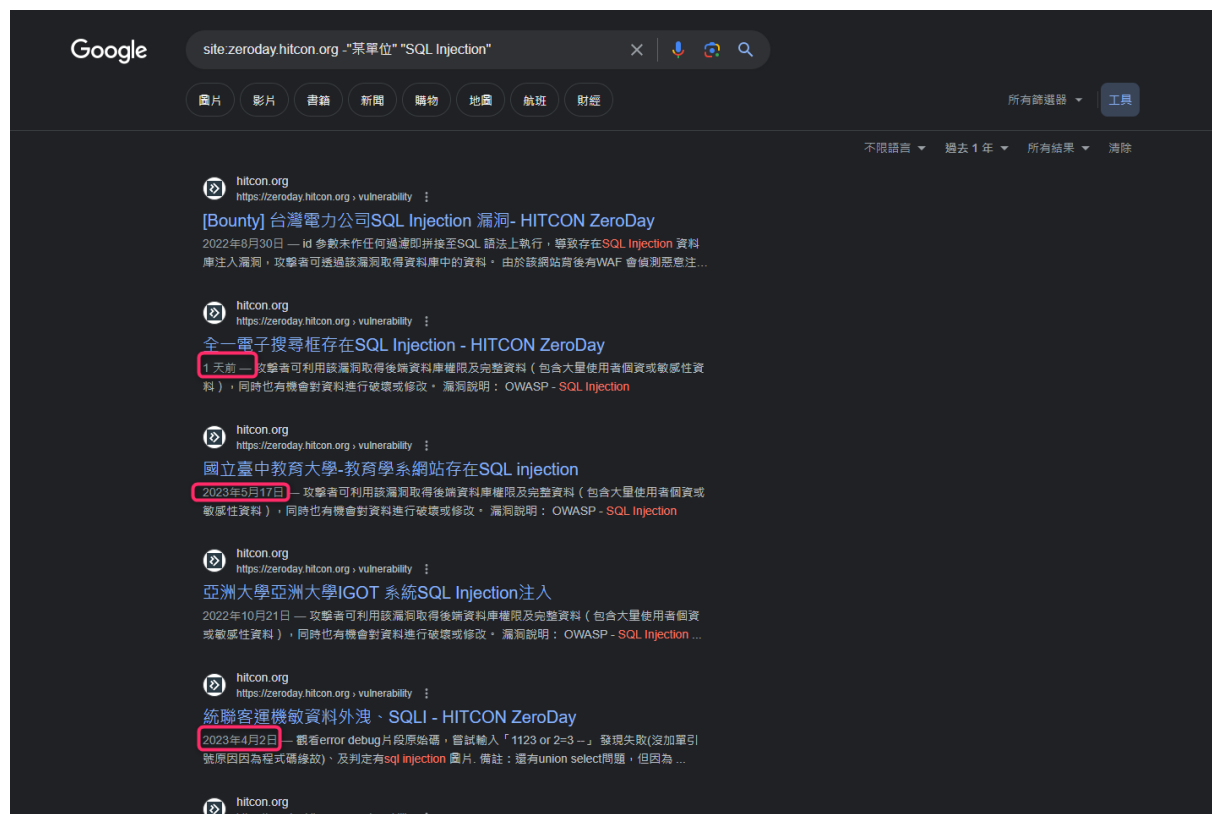 Google
site:zeroday.hitcon.org -"某單位" "SQL Injection"
圖片
影片
書籍
新聞
購物
地圖
航班
財經
所有篩選器
工具
不限語言
過去 1 年
所有結果
清除
hitcon.org
https://zeroday.hitcon.org › vulnerability
[Bounty] 台灣電力公司SQL Injection 漏洞- HITCON ZeroDay
2022年8月30日 — id 參數未作任何過濾即拼接至SQL 語法上執行，導致存在SQL Injection 資料
庫注入漏洞，攻擊者可透過該漏洞取得資料庫中的資料。 由於該網站背後有WAF 會偵測惡意注...
hitcon.org
https://zeroday.hitcon.org › vulnerability
全一電子搜尋框存在SQL Injection - HITCON ZeroDay
1 天前 — 攻擊者可利用該漏洞取得後端資料庫權限及完整資料（包含大量使用者個資或敏感性資
料），同時也有機會對資料進行破壞或修改。 漏洞說明： OWASP - SQL Injection
hitcon.org
https://zeroday.hitcon.org › vulnerability
國立臺中教育大學-教育學系網站存在SQL injection
2023年5月17日 — 攻擊者可利用該漏洞取得後端資料庫權限及完整資料（包含大量使用者個資或
敏感性資料），同時也有機會對資料進行破壞或修改。 漏洞說明： OWASP - SQL Injection
hitcon.org
https://zeroday.hitcon.org › vulnerability
亞洲大學亞洲大學IGOT 系統SQL Injection注入
2022年10月21日 — 攻擊者可利用該漏洞取得後端資料庫權限及完整資料（包含大量使用者個資
或敏感性資料），同時也有機會對資料進行破壞或修改。 漏洞說明： OWASP - SQL Injection ...
hitcon.org
https://zeroday.hitcon.org › vulnerability
統聯客運機敏資料外洩、SQLI - HITCON ZeroDay
2023年4月2日 — 觀看error debug片段原始碼，嘗試輸入「1123 or 2=3 --」 發現失敗(沒加單引
號原因因為程式碼緣故)、及判定有sql injection 圖片. 備註：還有union select問題，但因為 ...
hitcon.org